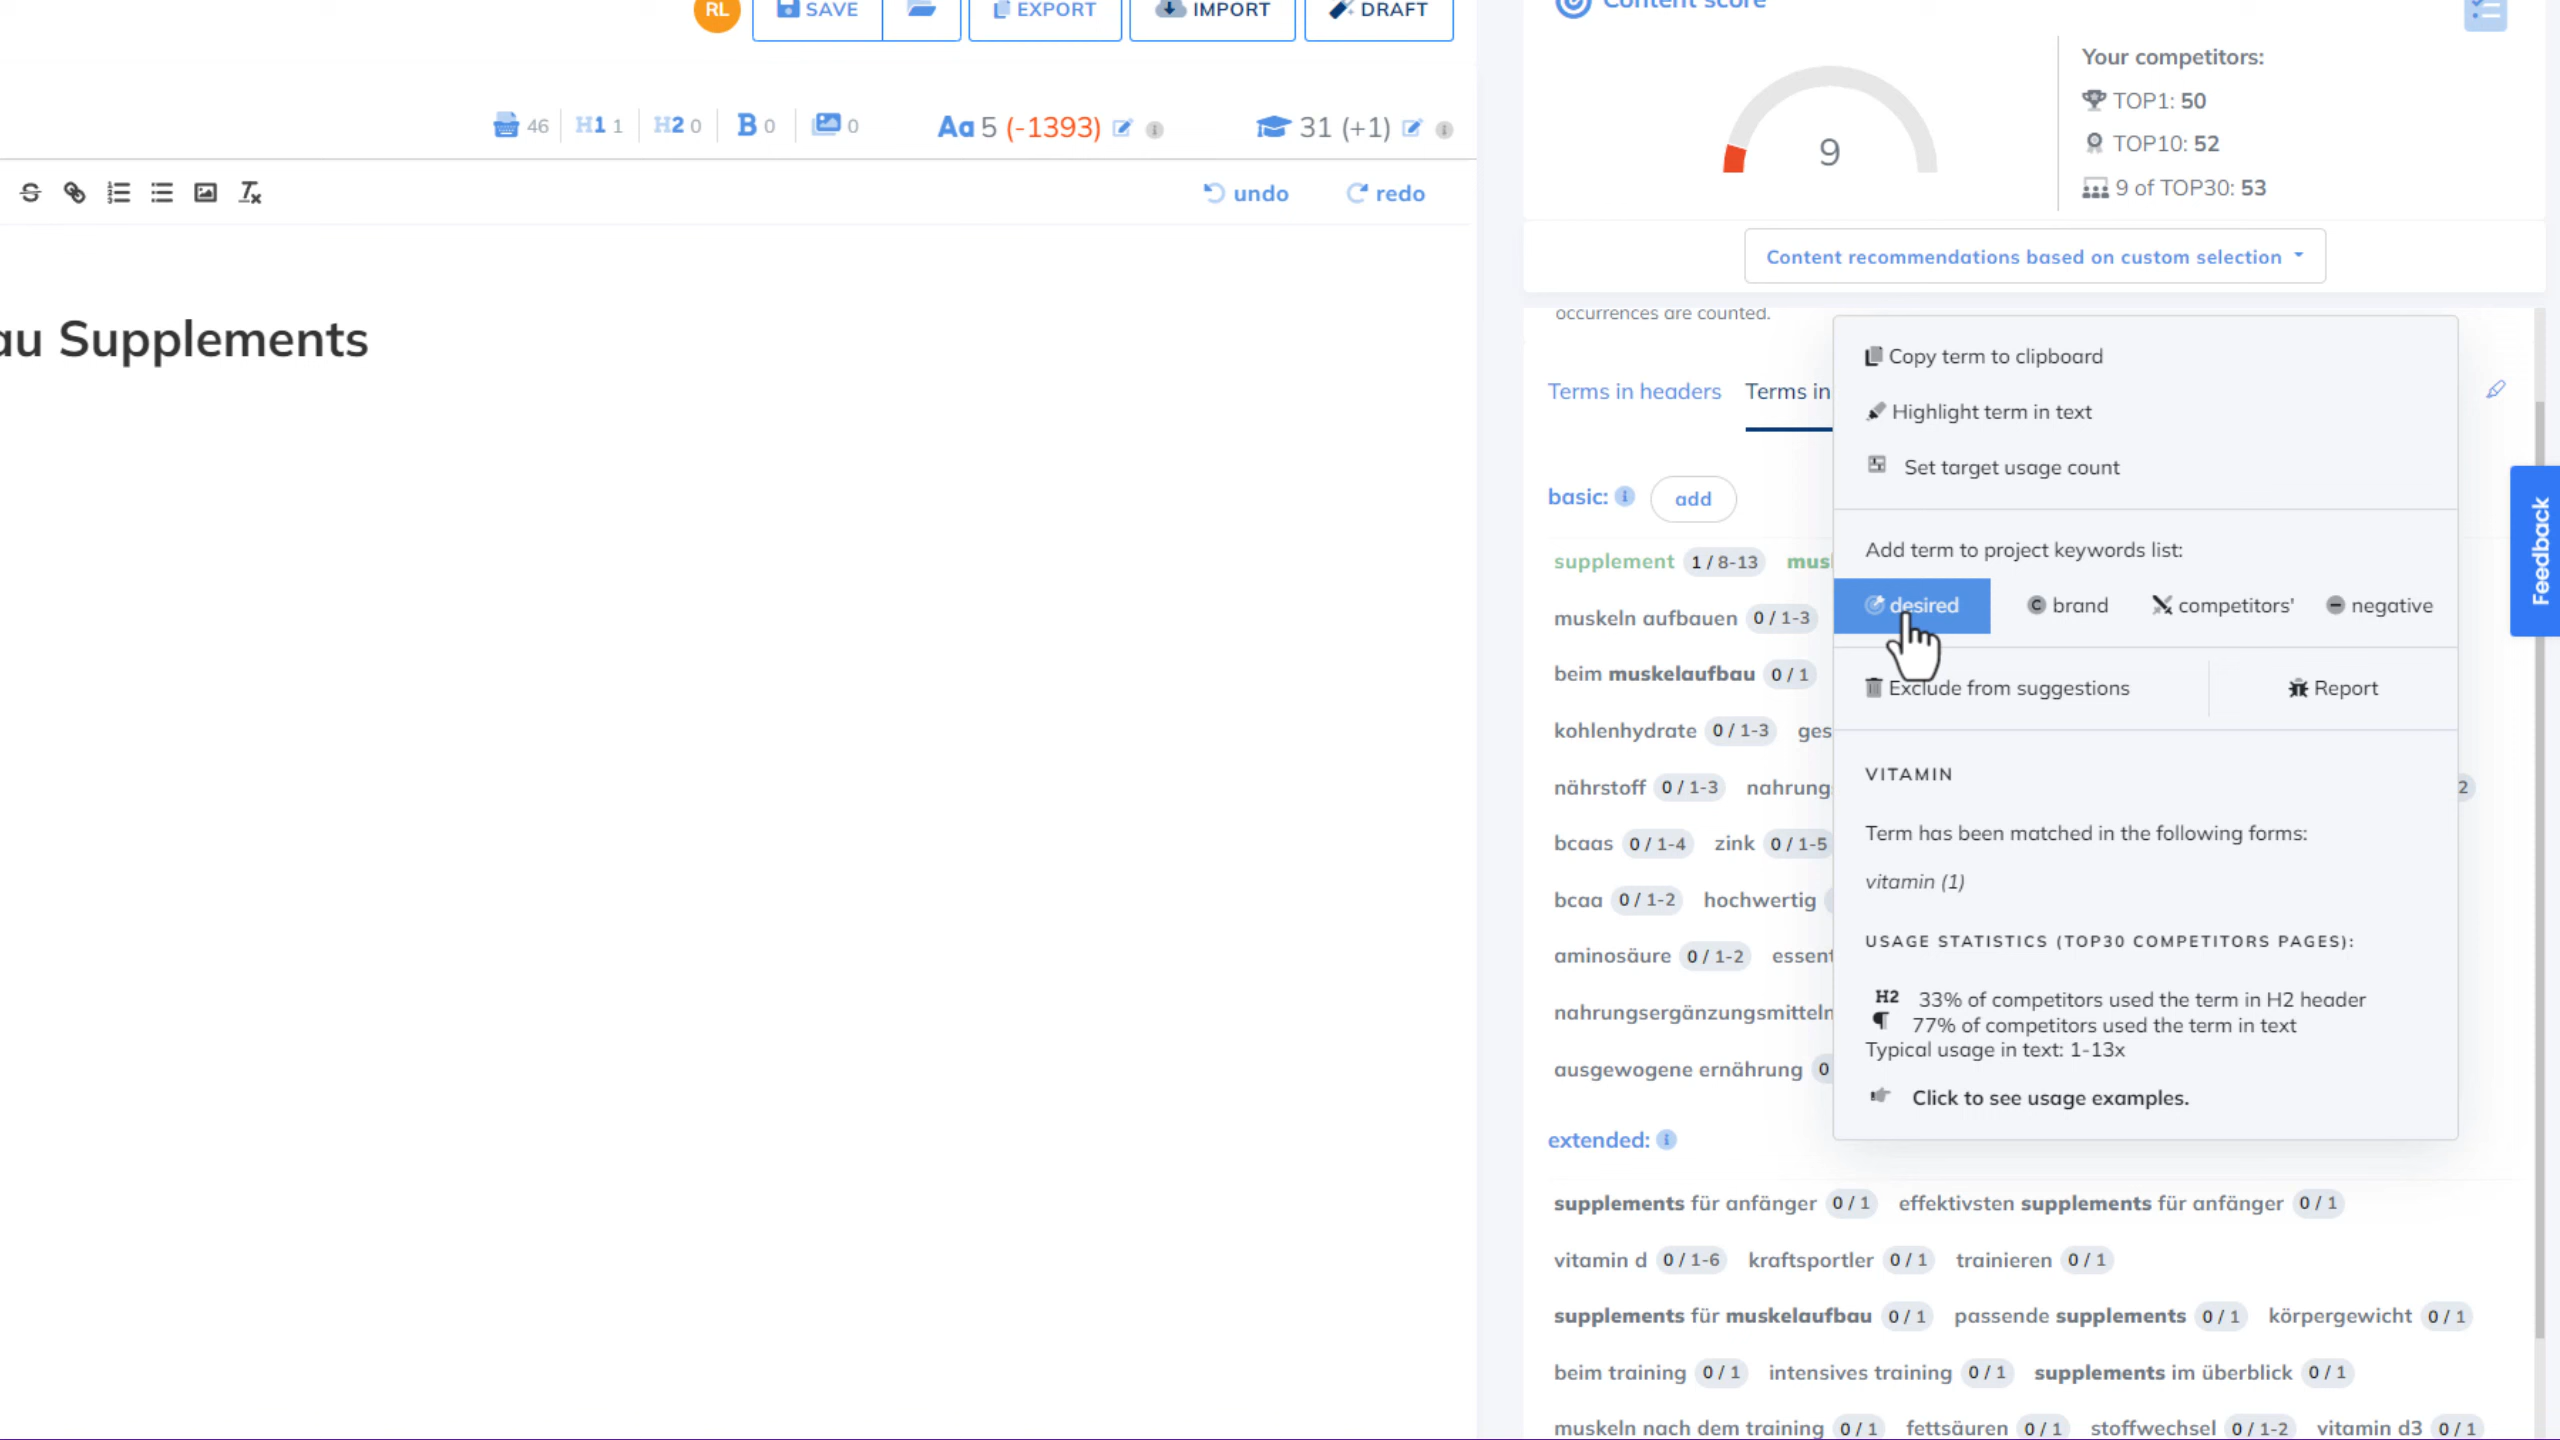 RL SAVE EXPORT IMPORT DRAFT
46 H1 1 H2 0 B 0 0 Aa 5 (-1393) 31 (+1)
undo redo
au Supplements
Content score
9
Your competitors:
TOP1: 50
TOP10: 52
9 of TOP30: 53
Content recommendations based on custom selection
occurrences are counted.
Terms in headers Terms in
basic: add
supplement 1 / 8-13 mus
muskeln aufbauen 0 / 1-3
beim muskelaufbau 0 / 1
kohlenhydrate 0 / 1-3 ges
nährstoff 0 / 1-3 nahrung 2
bcaas 0 / 1-4 zink 0 / 1-5
bcaa 0 / 1-2 hochwertig
aminosäure 0 / 1-2 essent
nahrungsergänzungsmitteln
ausgewogene ernährung 0
Copy term to clipboard
Highlight term in text
Set target usage count
Add term to project keywords list:
desired brand competitors' negative
Exclude from suggestions Report
VITAMIN
Term has been matched in the following forms:
vitamin (1)
USAGE STATISTICS (TOP30 COMPETITORS PAGES):
H2 33% of competitors used the term in H2 header
77% of competitors used the term in text
Typical usage in text: 1-13x
Click to see usage examples.
Feedback
extended:
supplements für anfänger 0 / 1 effektivsten supplements für anfänger 0 / 1
vitamin d 0 / 1-6 kraftsportler 0 / 1 trainieren 0 / 1
supplements für muskelaufbau 0 / 1 passende supplements 0 / 1 körpergewicht 0 / 1
beim training 0 / 1 intensives training 0 / 1 supplements im überblick 0 / 1
muskeln nach dem training 0 / 1 fettsäuren 0 / 1 stoffwechsel 0 / 1-2 vitamin d3 0 / 1